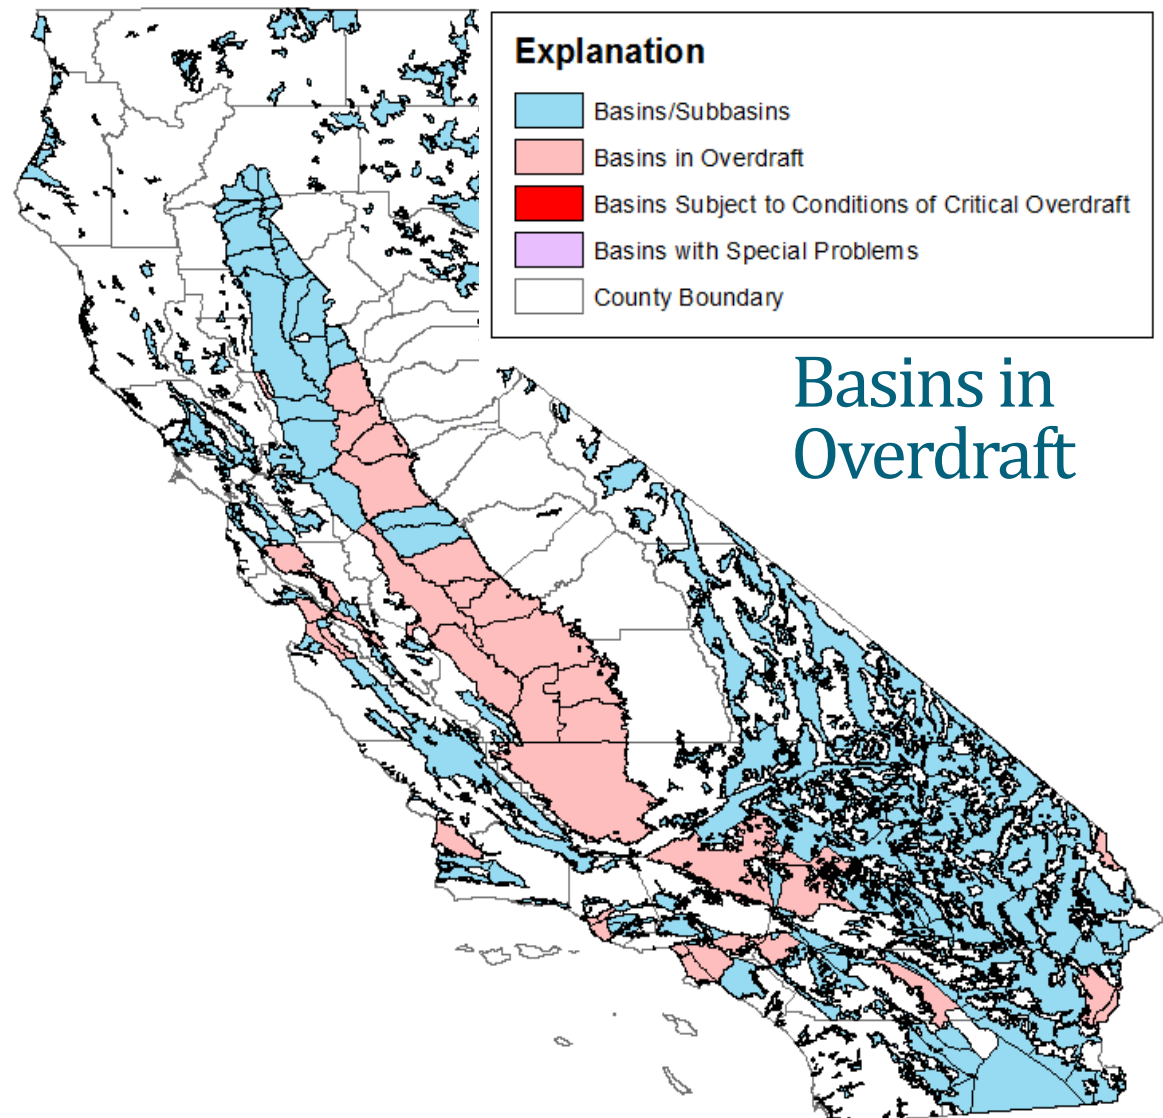 Explanation
Basins/Subbasins
Basins in Overdraft
Basins Subject to Conditions of Critical Overdraft
Basins with Special Problems
County Boundary
Basins in
Overdraft